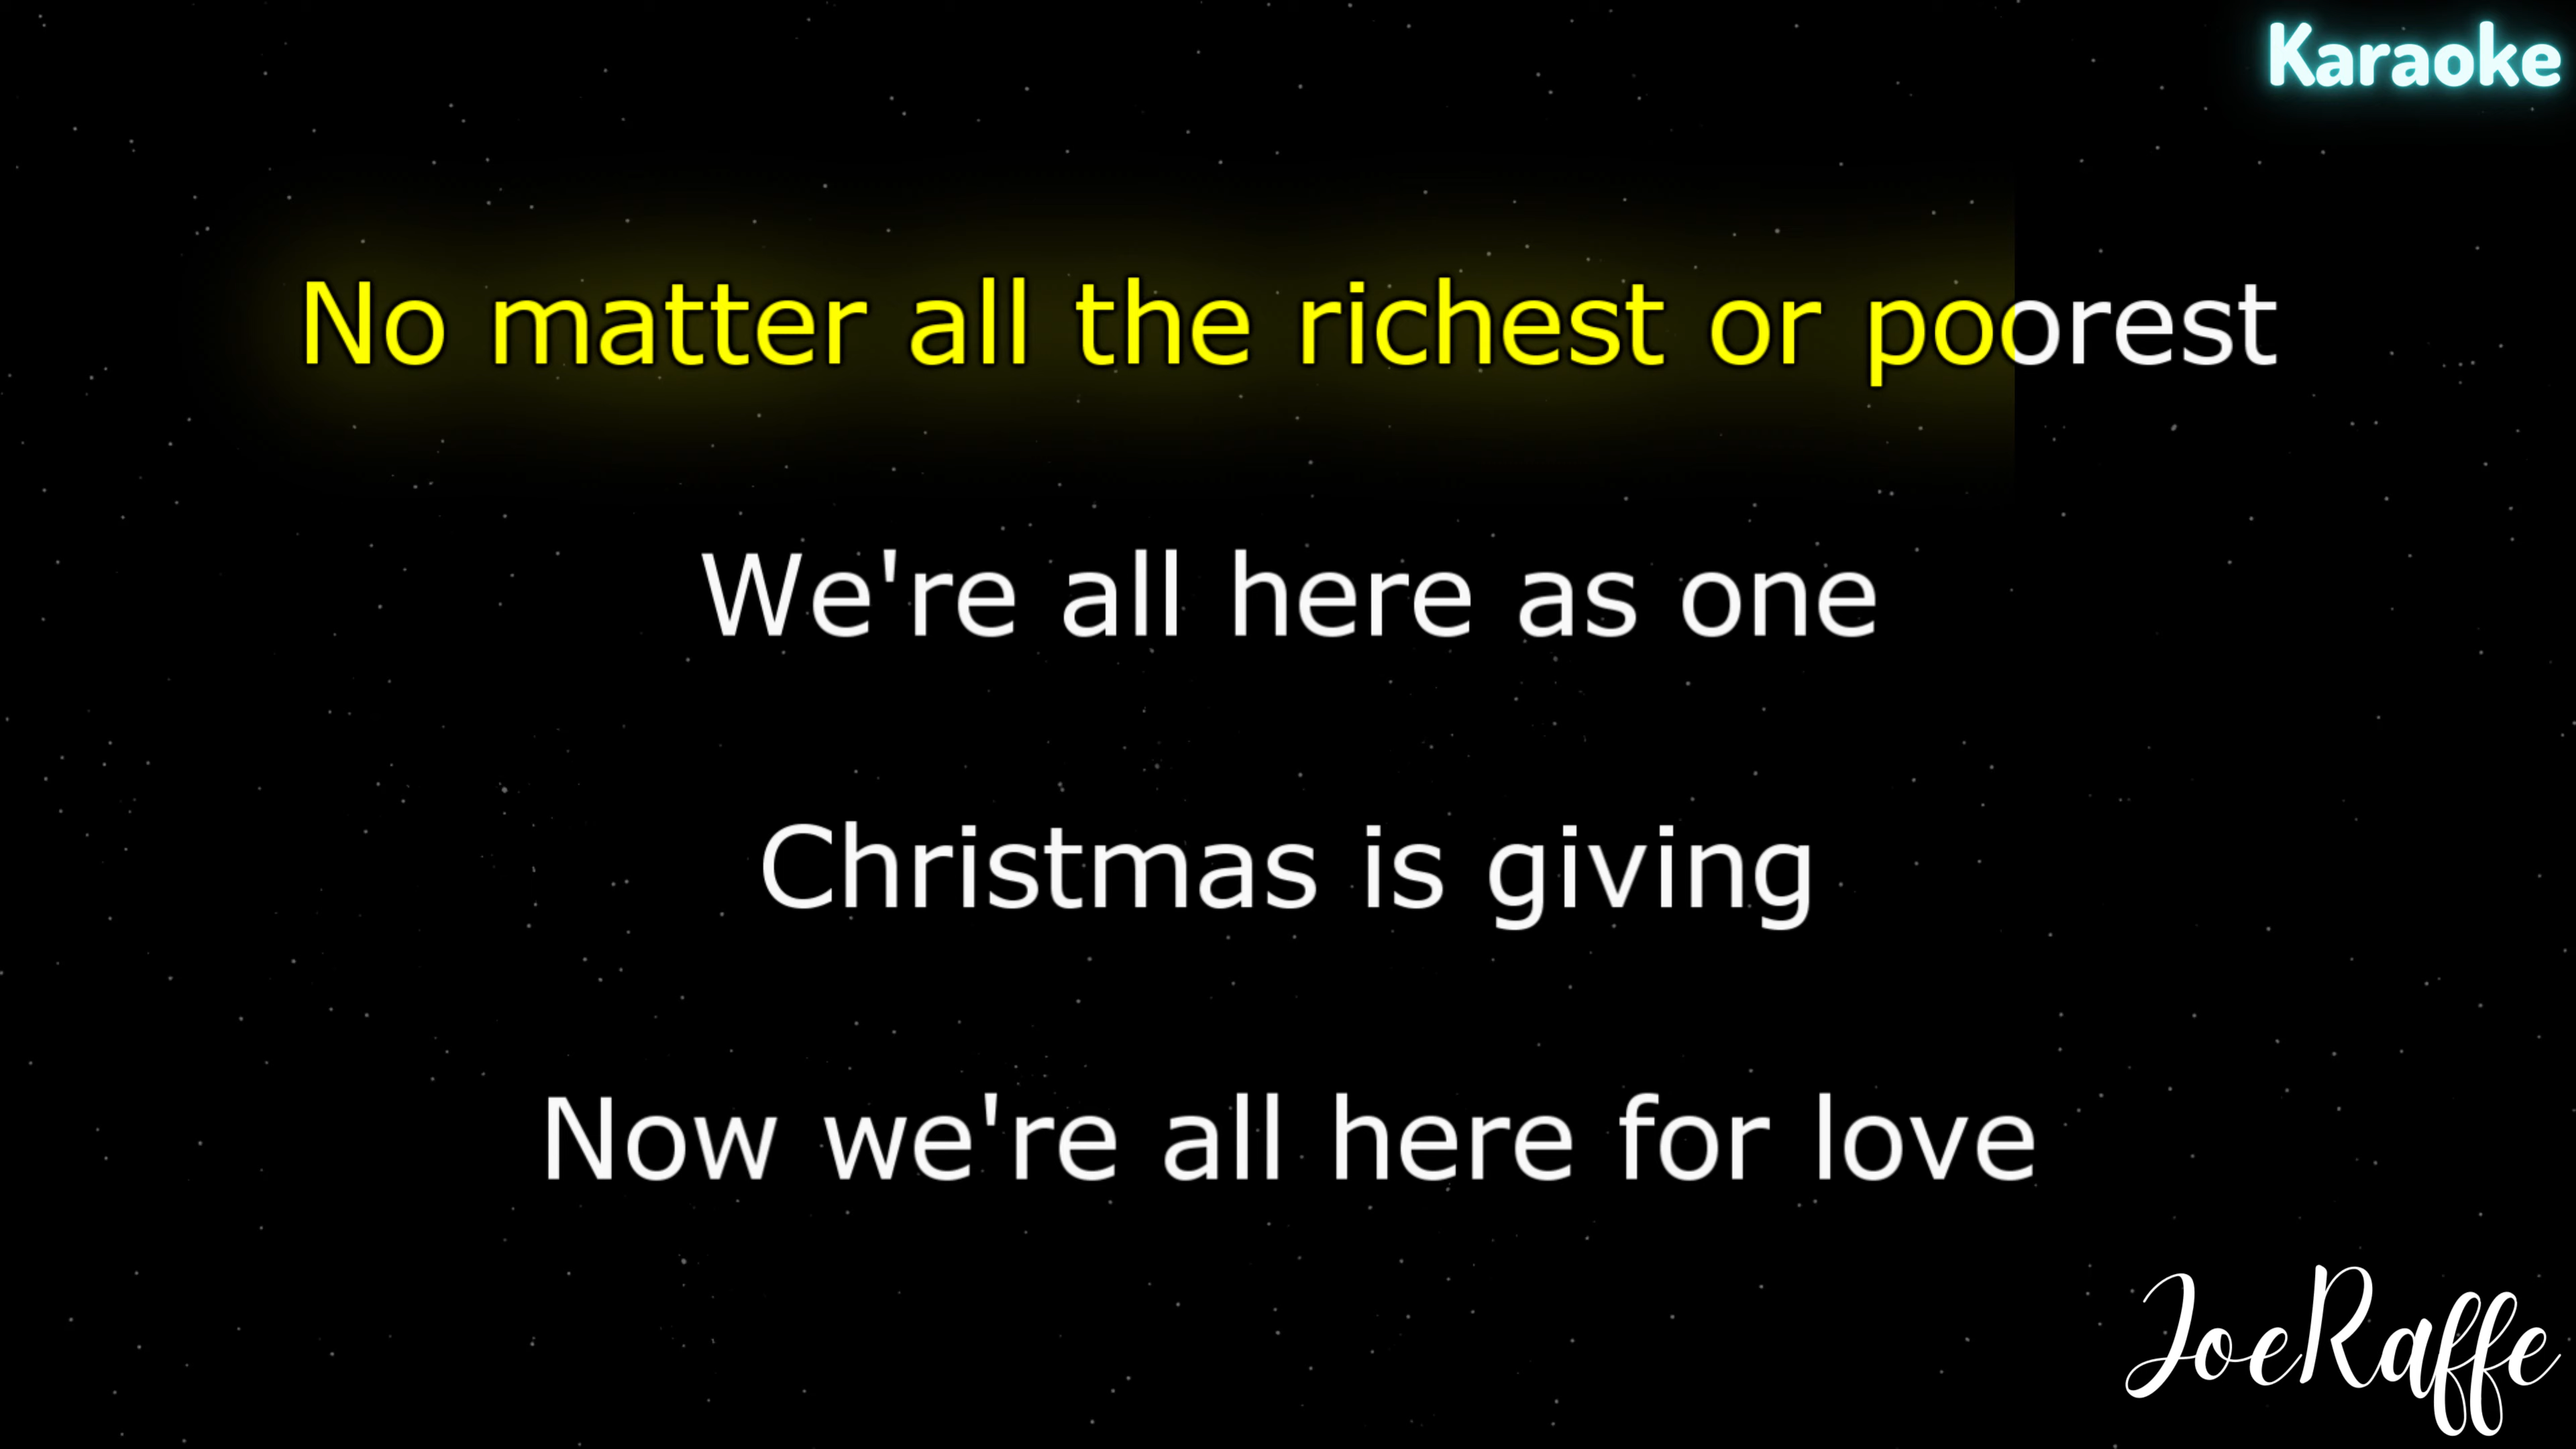 Karaoke
No matter all the richest or poorest
We're all here as one
Christmas is giving
Now we're all here for love
JoeRaffe